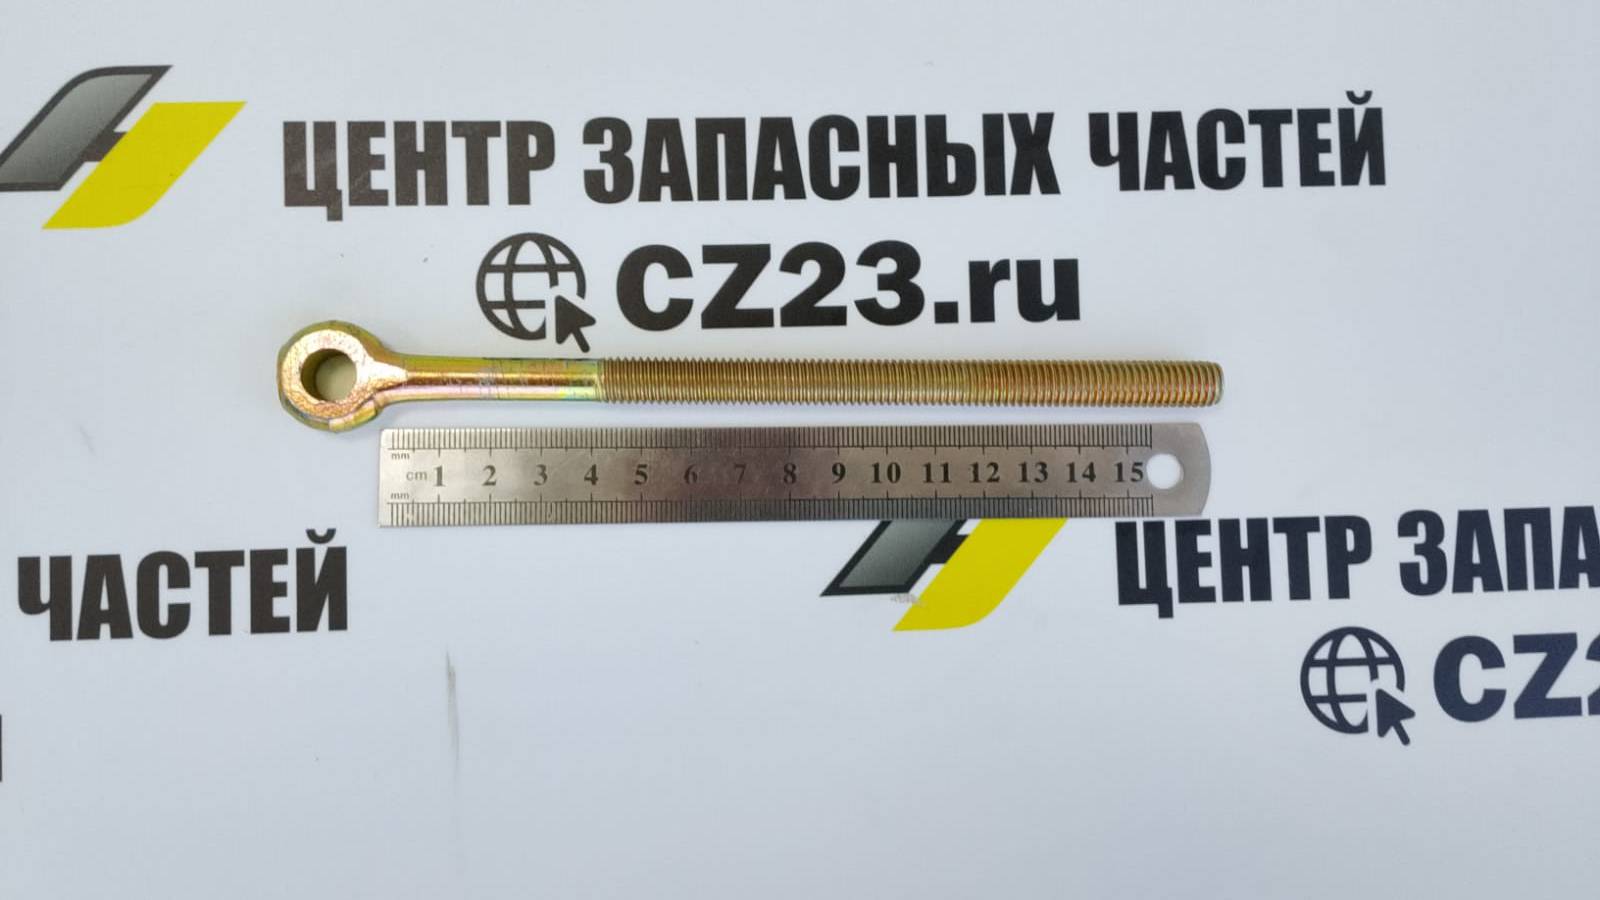 ЦЕНТР ЗАПАСНЫХ ЧАСТЕЙ
CZ23.ru
mm
cm 1 2 3 4 5 6 7 8 9 10 11 12 13 14 15
mm
ЧАСТЕЙ
ЦЕНТР ЗАПА
CZ2